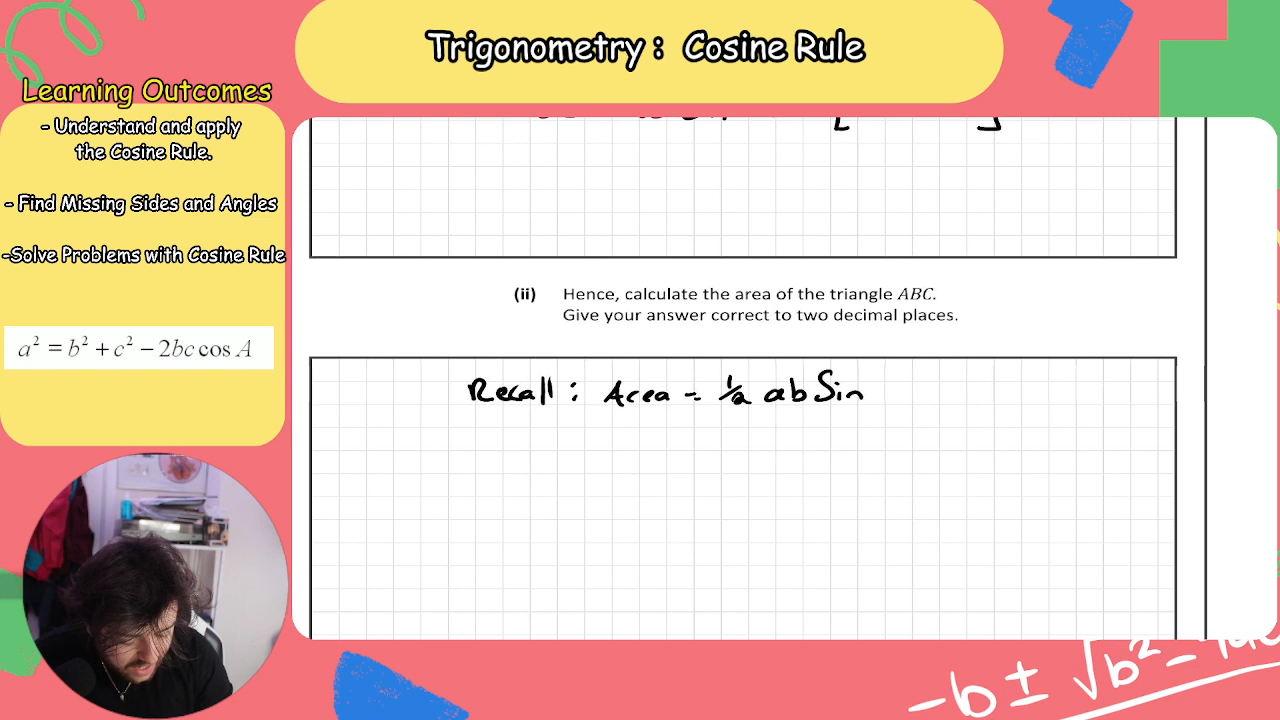 Trigonometry : Cosine Rule
Learning Outcomes
- Understand and apply
the Cosine Rule.
- Find Missing Sides and Angles
-Solve Problems with Cosine Rule
a² = b² + c² − 2bc cos A
(ii) Hence, calculate the area of the triangle ABC.
Give your answer correct to two decimal places.
Recall : Area = ½ ab Sin
-b ± √b² -